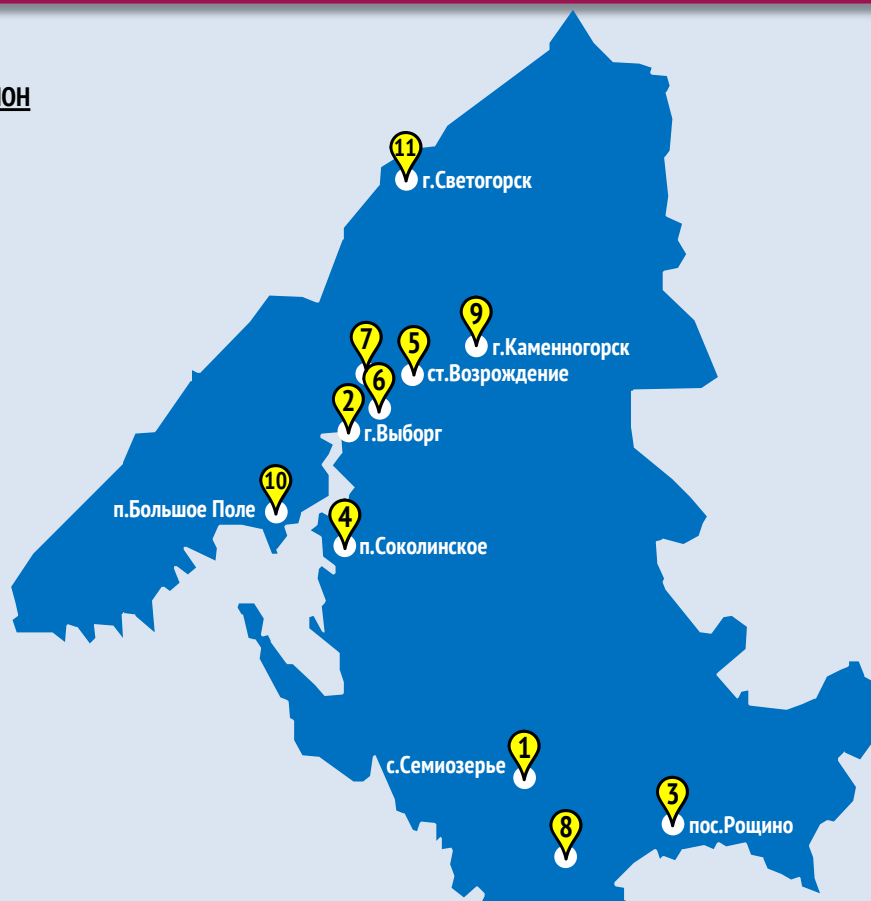 ЙОН
11
г.Светогорск
9
г.Каменногорск
7
5
ст.Возрождение
6
2
г.Выборг
10
п.Большое Поле
4
п.Соколинское
1
с.Семиозерье
3
пос.Рощино
8